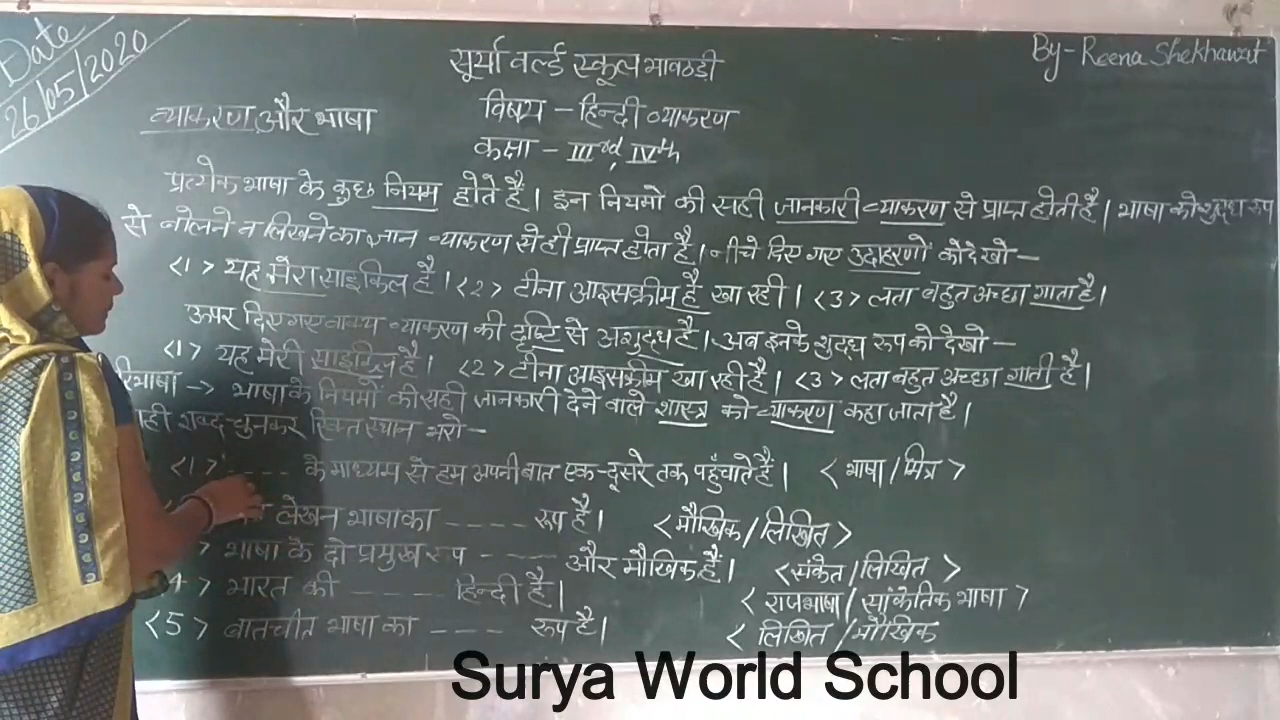 Date
26/05/2020
By- Reena Shekhawat
सूर्या वर्ल्ड स्कूल भावठडी
विषय - हिन्दी व्याकरण
व्याकरण और भाषा
कक्षा - IIIrd, IVth
प्रत्येक भाषा के कुछ नियम होते हैं। इन नियमो की सही जानकारी व्याकरण से प्राप्त होती है। भाषा को शुद्ध रूप
से बोलने व लिखने का ज्ञान व्याकरण से ही प्राप्त होता है। नीचे दिए गए उदाहरणो को देखो -
<1> यह मेरा साइकिल है। <2> टीना आइसक्रीम है खा रही। <3> लता बहुत अच्छा गाता है।
ऊपर दिए गए वाक्य व्याकरण की दृष्टि से अशुद्ध है। अब इनके शुद्ध रूप को देखो -
<1> यह मेरी साइकिल है। <2> टीना आइसक्रीम खा रही है। <3> लता बहुत अच्छा गाती है।
रिभाषा -> भाषा के नियमों की सही जानकारी देने वाले शास्त्र को व्याकरण कहा जाता है।
ही शब्द चुनकर रिक्त स्थान भरो -
<1> ---- के माध्यम से हम अपनी बात एक-दूसरे तक पहुँचाते हैं। <भाषा/मित्र>
लेखन भाषा का ---- रूप है। <मौखिक/लिखित>
> भाषा के दो प्रमुख रूप ---- और मौखिक हैं। <संकेत/लिखित>
4> भारत की ---- हिन्दी है। <राजभाषा/सांकेतिक भाषा>
<5> बातचीत भाषा का ---- रूप है। <लिखित/मौखिक
Surya World School